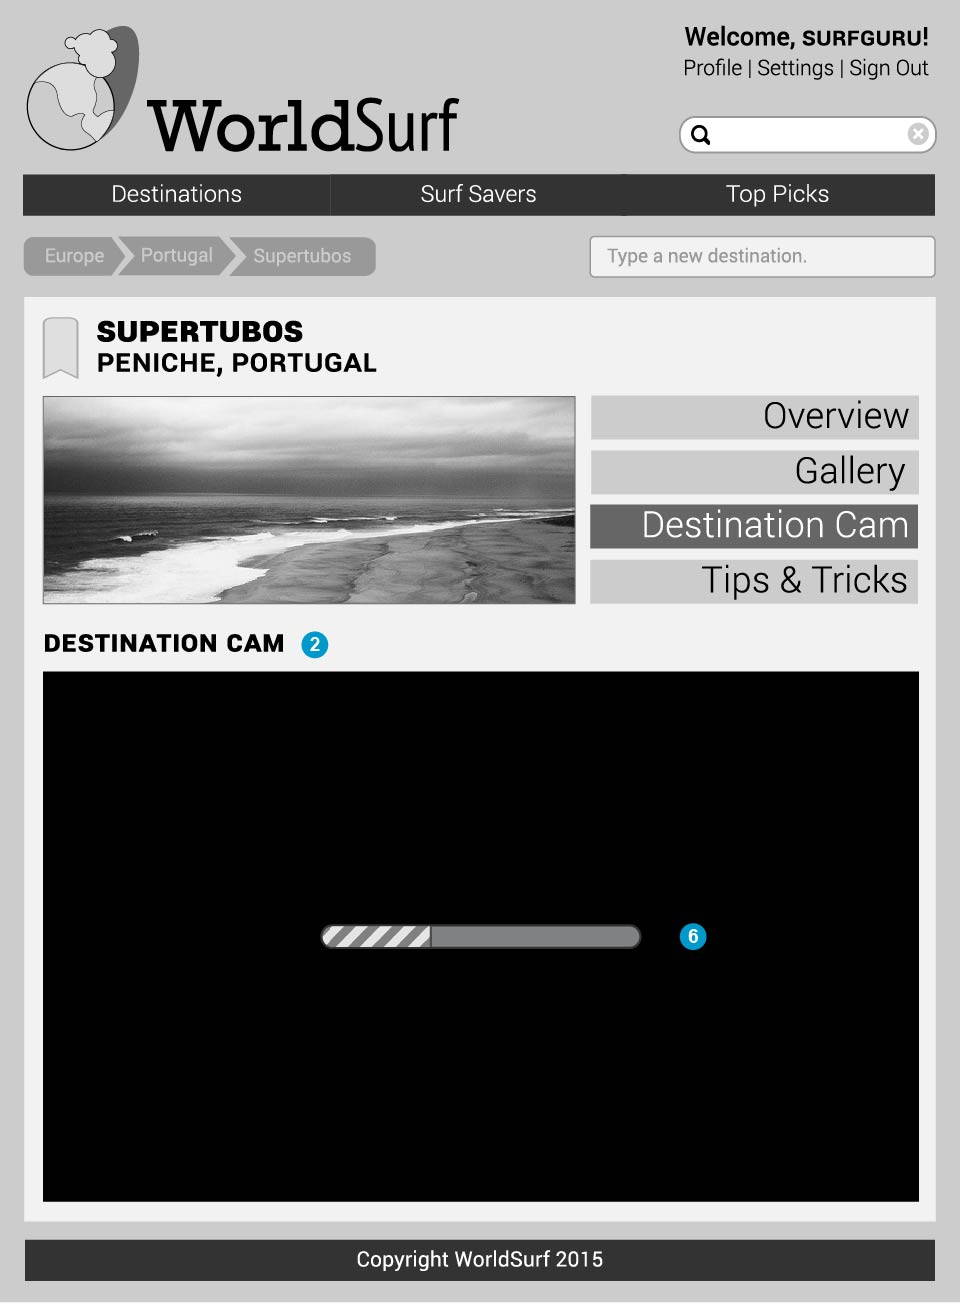 Welcome, SURFGURU!
Profile | Settings | Sign Out
WorldSurf
Destinations
Surf Savers
Top Picks
Europe
Portugal
Supertubos
Type a new destination.
SUPERTUBOS
PENICHE, PORTUGAL
Overview
Gallery
Destination Cam
Tips & Tricks
DESTINATION CAM 2
6
Copyright WorldSurf 2015